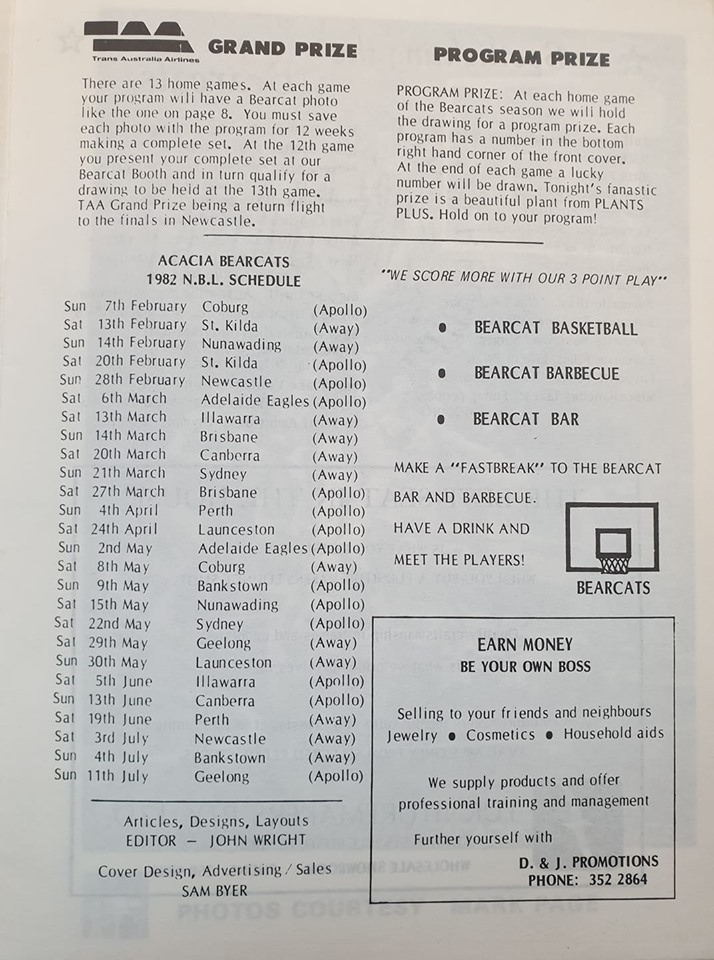 TAA
Trans Australia Airlines
GRAND PRIZE
There are 13 home games. At each game
your program will have a Bearcat photo
like the one on page 8. You must save
each photo with the program for 12 weeks
making a complete set. At the 12th game
you present your complete set at our
Bearcat Booth and in turn qualify for a
drawing to be held at the 13th game.
TAA Grand Prize being a return flight
to the finals in Newcastle.
PROGRAM PRIZE
PROGRAM PRIZE: At each home game
of the Bearcats season we will hold
the drawing for a program prize. Each
program has a number in the bottom
right hand corner of the front cover.
At the end of each game a lucky
number will be drawn. Tonight's fanastic
prize is a beautiful plant from PLANTS
PLUS. Hold on to your program!
ACACIA BEARCATS
1982 N.B.L. SCHEDULE
Sun 7th February Coburg (Apollo)
Sat 13th February St. Kilda (Away)
Sun 14th February Nunawading (Away)
Sat 20th February St. Kilda (Apollo)
Sun 28th February Newcastle (Apollo)
Sat 6th March Adelaide Eagles (Apollo)
Sat 13th March Illawarra (Away)
Sun 14th March Brisbane (Away)
Sat 20th March Canberra (Away)
Sun 21th March Sydney (Away)
Sat 27th March Brisbane (Apollo)
Sun 4th April Perth (Apollo)
Sat 24th April Launceston (Apollo)
Sun 2nd May Adelaide Eagles (Apollo)
Sat 8th May Coburg (Away)
Sun 9th May Bankstown (Apollo)
Sat 15th May Nunawading (Apollo)
Sat 22nd May Sydney (Apollo)
Sat 29th May Geelong (Away)
Sun 30th May Launceston (Away)
Sat 5th June Illawarra (Apollo)
Sun 13th June Canberra (Apollo)
Sat 19th June Perth (Away)
Sat 3rd July Newcastle (Away)
Sun 4th July Bankstown (Away)
Sun 11th July Geelong (Apollo)
Articles, Designs, Layouts
EDITOR — JOHN WRIGHT
Cover Design, Advertising / Sales
SAM BYER
"WE SCORE MORE WITH OUR 3 POINT PLAY"
● BEARCAT BASKETBALL
● BEARCAT BARBECUE
● BEARCAT BAR
MAKE A "FASTBREAK" TO THE BEARCAT
BAR AND BARBECUE.
HAVE A DRINK AND
MEET THE PLAYERS!
BEARCATS
EARN MONEY
BE YOUR OWN BOSS
Selling to your friends and neighbours
Jewelry ● Cosmetics ● Household aids
We supply products and offer
professional training and management
Further yourself with
D. & J. PROMOTIONS
PHONE: 352 2864